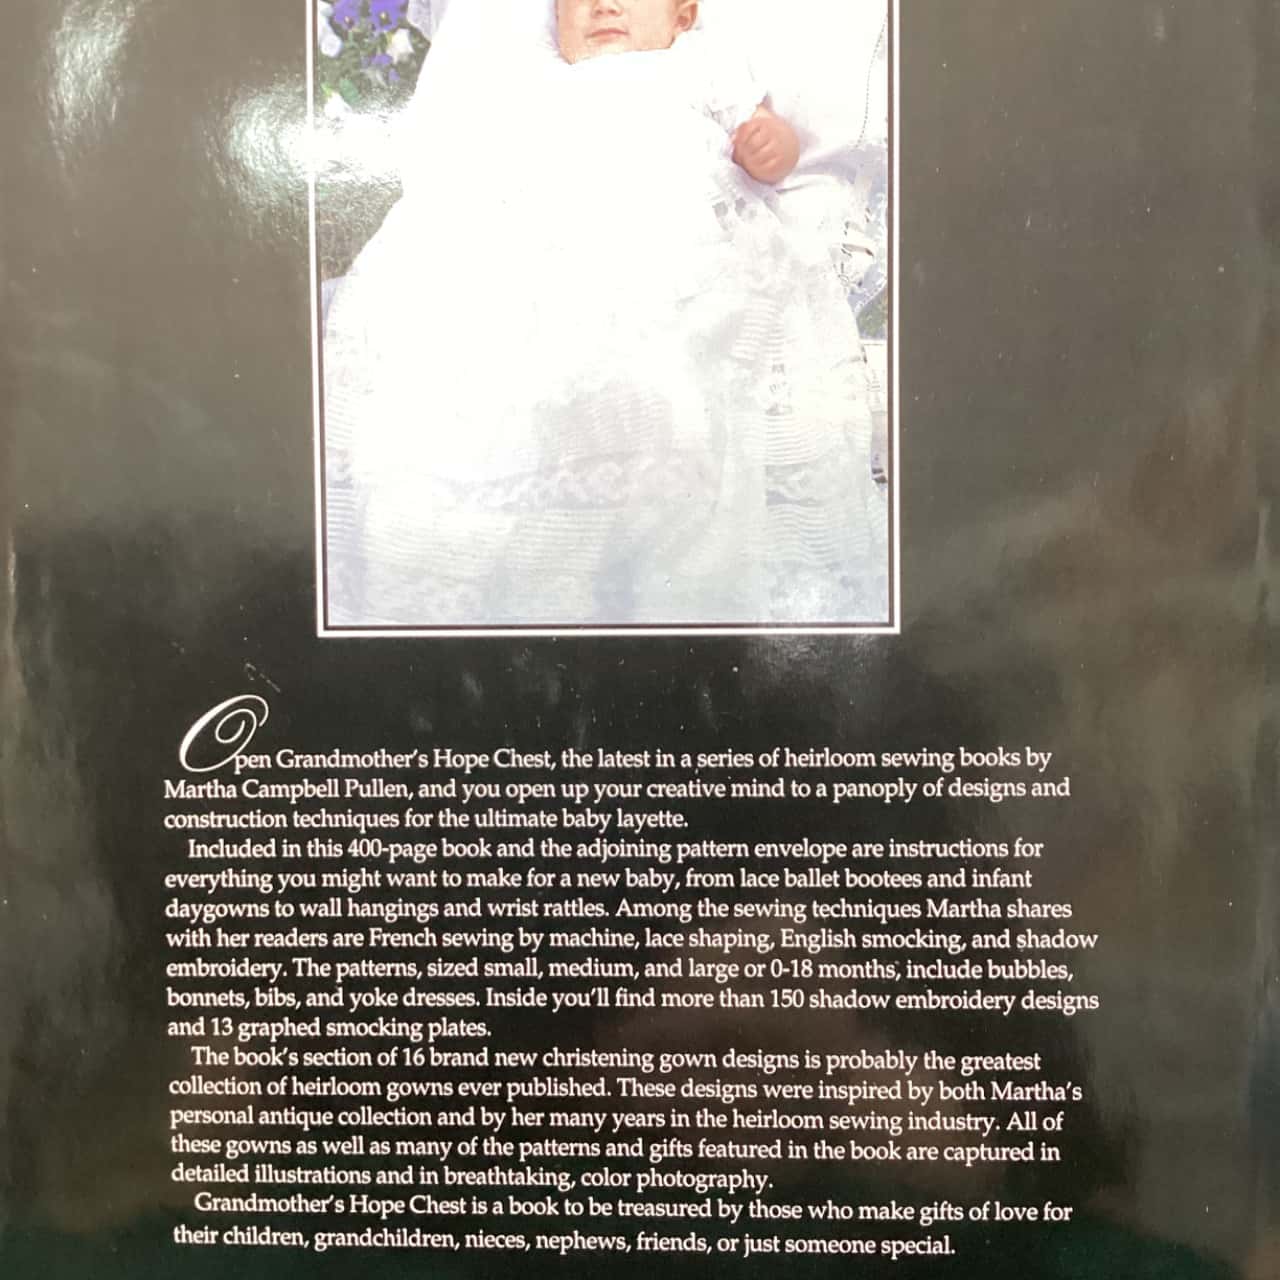 Open Grandmother's Hope Chest, the latest in a series of heirloom sewing books by
Martha Campbell Pullen, and you open up your creative mind to a panoply of designs and
construction techniques for the ultimate baby layette.
Included in this 400-page book and the adjoining pattern envelope are instructions for
everything you might want to make for a new baby, from lace ballet bootees and infant
daygowns to wall hangings and wrist rattles. Among the sewing techniques Martha shares
with her readers are French sewing by machine, lace shaping, English smocking, and shadow
embroidery. The patterns, sized small, medium, and large or 0-18 months, include bubbles,
bonnets, bibs, and yoke dresses. Inside you'll find more than 150 shadow embroidery designs
and 13 graphed smocking plates.
The book's section of 16 brand new christening gown designs is probably the greatest
collection of heirloom gowns ever published. These designs were inspired by both Martha's
personal antique collection and by her many years in the heirloom sewing industry. All of
these gowns as well as many of the patterns and gifts featured in the book are captured in
detailed illustrations and in breathtaking, color photography.
Grandmother's Hope Chest is a book to be treasured by those who make gifts of love for
their children, grandchildren, nieces, nephews, friends, or just someone special.